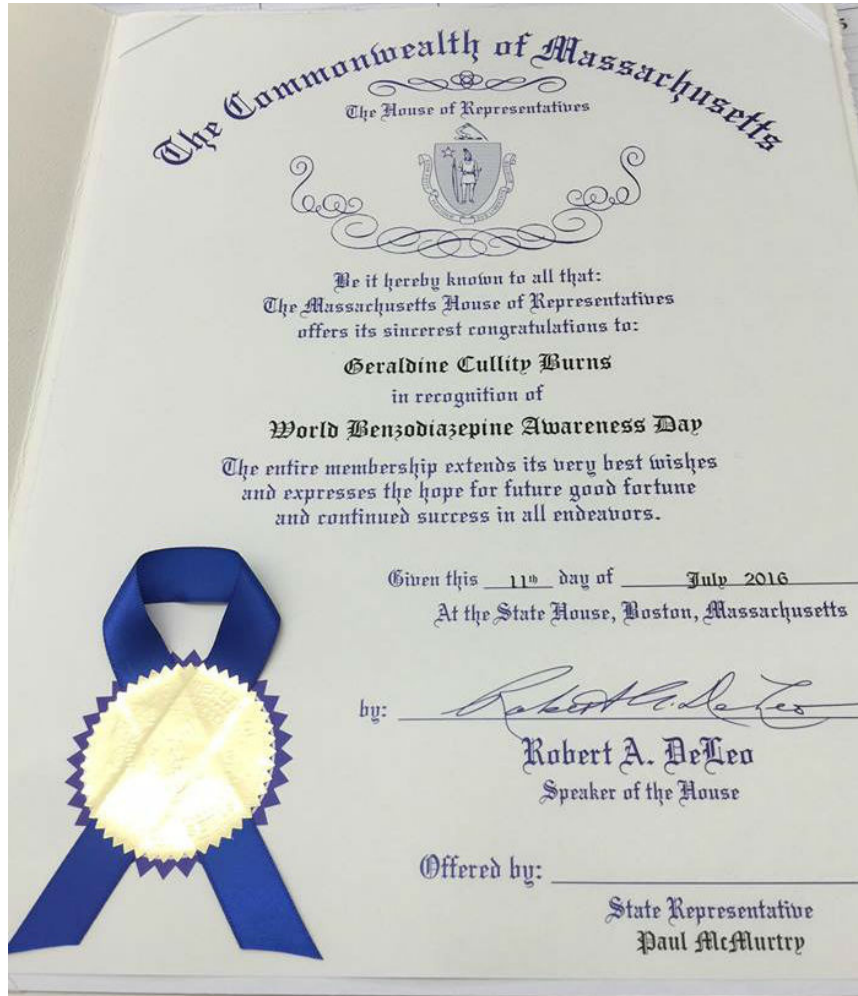 The Commonwealth of Massachusetts
The House of Representatives
Be it hereby known to all that:
The Massachusetts House of Representatives
offers its sincerest congratulations to:
Geraldine Cullity Burns
in recognition of
World Benzodiazepine Awareness Day
The entire membership extends its very best wishes
and expresses the hope for future good fortune
and continued success in all endeavors.
Given this 11th day of July 2016
At the State House, Boston, Massachusetts
by: Robert A. DeLeo
Robert A. DeLeo
Speaker of the House
Offered by:
State Representative
Paul McMurtry